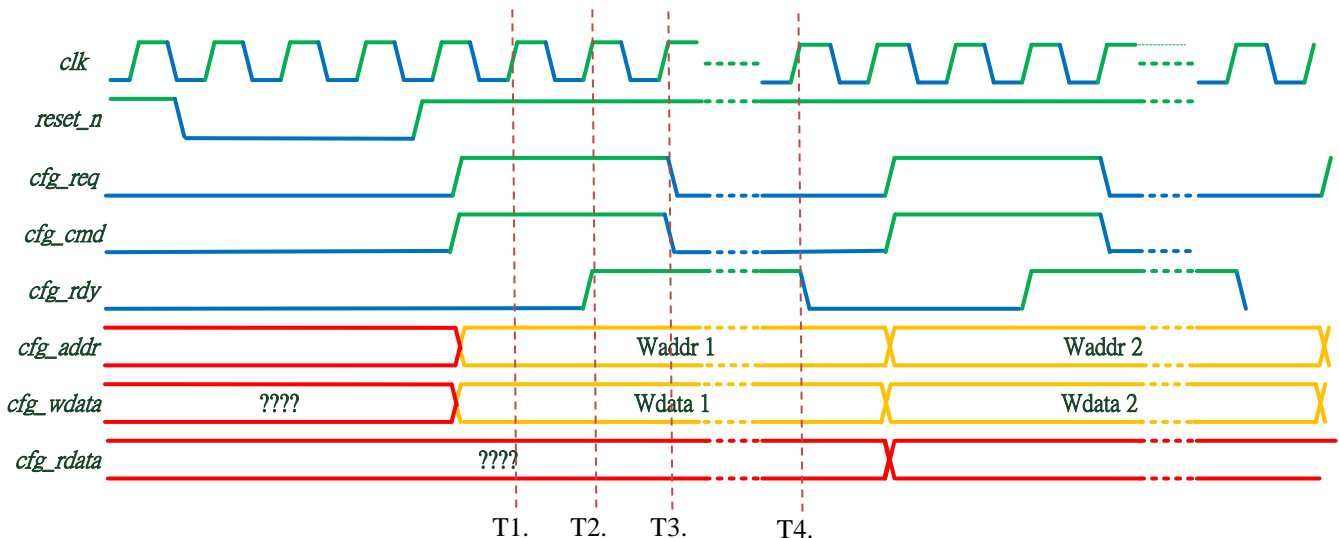 clk
reset_n
cfg_req
cfg_cmd
cfg_rdy
cfg_addr Waddr 1 Waddr 2
cfg_wdata ???? Wdata 1 Wdata 2
cfg_rdata ????
T1. T2. T3. T4.